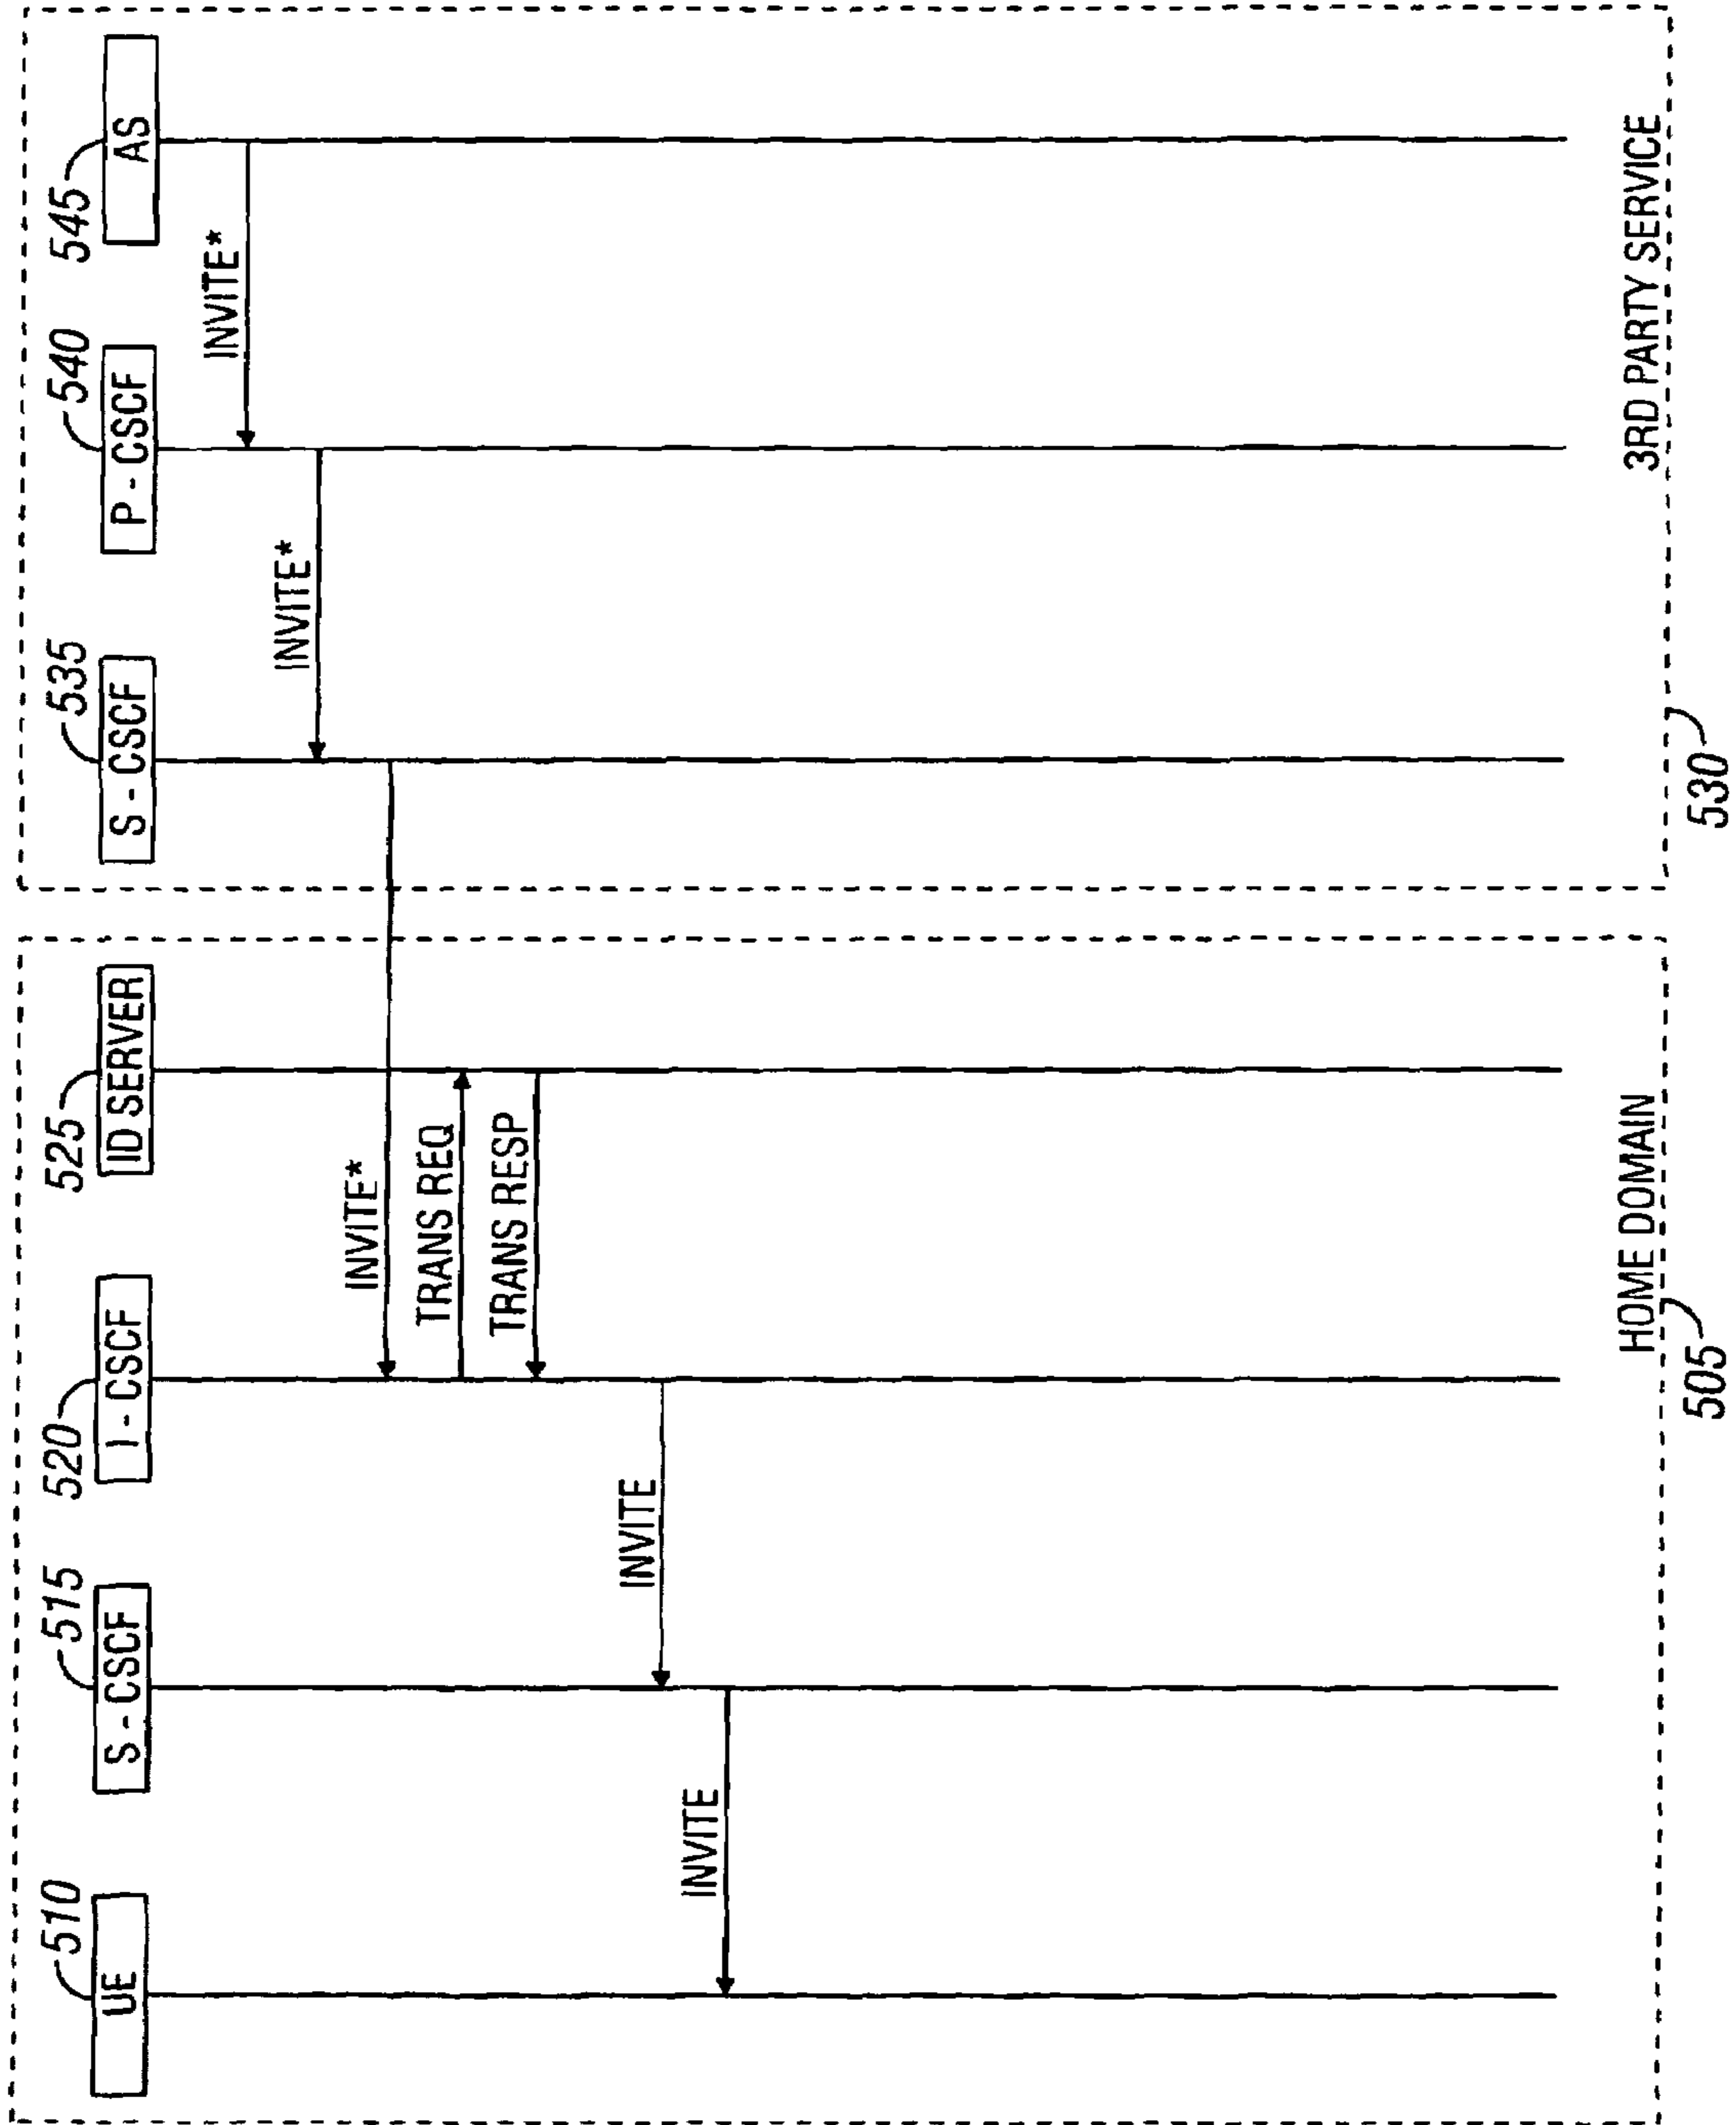 510
515
520
525
535
540
545
UE
S - CSCF
I - CSCF
ID SERVER
S - CSCF
P - CSCF
AS
INVITE*
INVITE*
INVITE*
TRANS REQ
TRANS RESP
INVITE
INVITE
HOME DOMAIN
3RD PARTY SERVICE
505
530